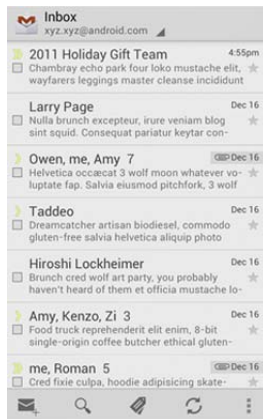 Inbox
xyz.xyz@android.com
2011 Holiday Gift Team 4:55pm
Chambray echo park four loko mustache elit,
wayfarers leggings master cleanse incididunt
Larry Page Dec 16
Nulla brunch excepteur, irure veniam blog
sint squid. Consequat pariatur keytar con-
Owen, me, Amy 7 Dec 16
Helvetica occæcat 3 wolf moon whatever vo-
luptate fap. Salvia eiusmod pitchfork, 3 wolf
Taddeo Dec 16
Dreamcatcher artisan biodiesel, commodo
gluten-free salvia helvetica aliquip photo
Hiroshi Lockheimer Dec 16
Brunch cred wolf art party, you probably
haven't heard of them et officia mustache lo-
Amy, Kenzo, Zi 3 Dec 16
Food truck reprehenderit elit enim, 8-bit
single-origin coffee butcher ethical gluten-
me, Roman 5 Dec 16
Cred fixie culpa, hoodie adipisicing skate-